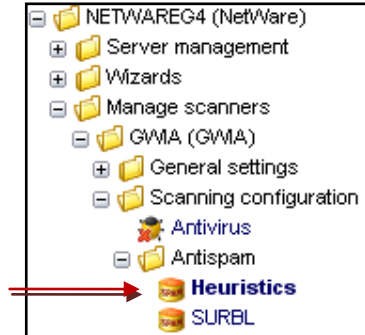 NETWAREG4 (NetWare)
Server management
Wizards
Manage scanners
GWIA (GWIA)
General settings
Scanning configuration
Antivirus
Antispam
Heuristics
SURBL